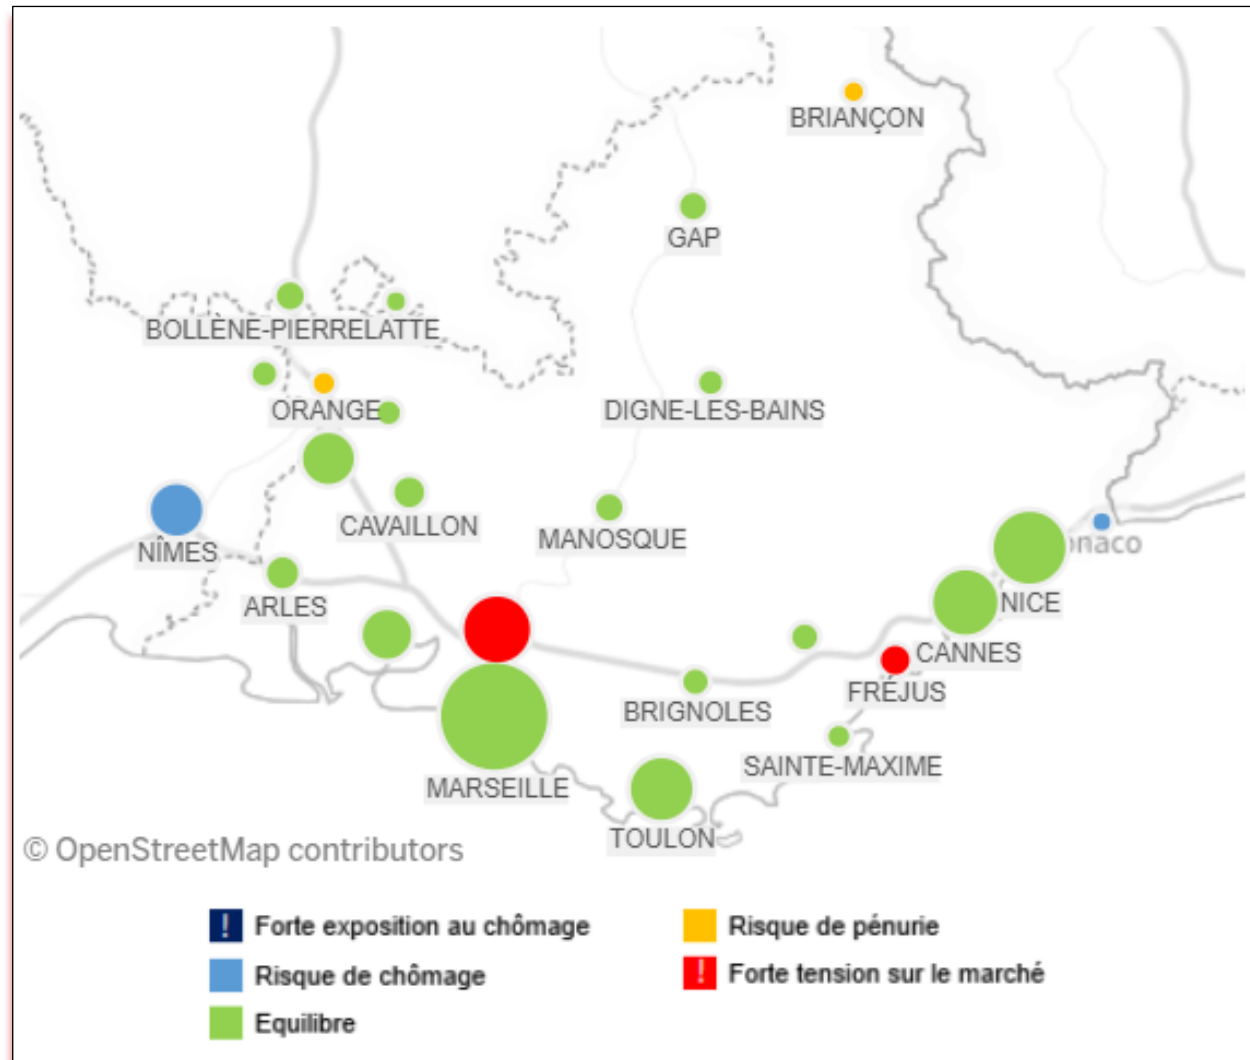 BRIANÇON
GAP
BOLLÈNE-PIERRELATTE
ORANGE
DIGNE-LES-BAINS
CAVAILLON
MANOSQUE
NÎMES
onaco
ARLES
NICE
CANNES
FRÉJUS
BRIGNOLES
SAINTE-MAXIME
MARSEILLE
TOULON
© OpenStreetMap contributors
! Forte exposition au chômage
Risque de pénurie
Risque de chômage
! Forte tension sur le marché
Equilibre